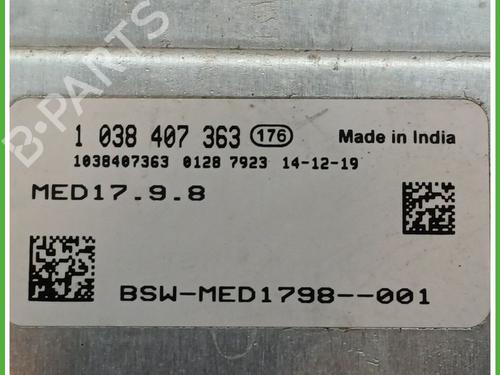 B-PARTS
1 038 407 363 176 Made in India
1038407363 0128 7923 14-12-19
MED17.9.8
BSW-MED1798--001